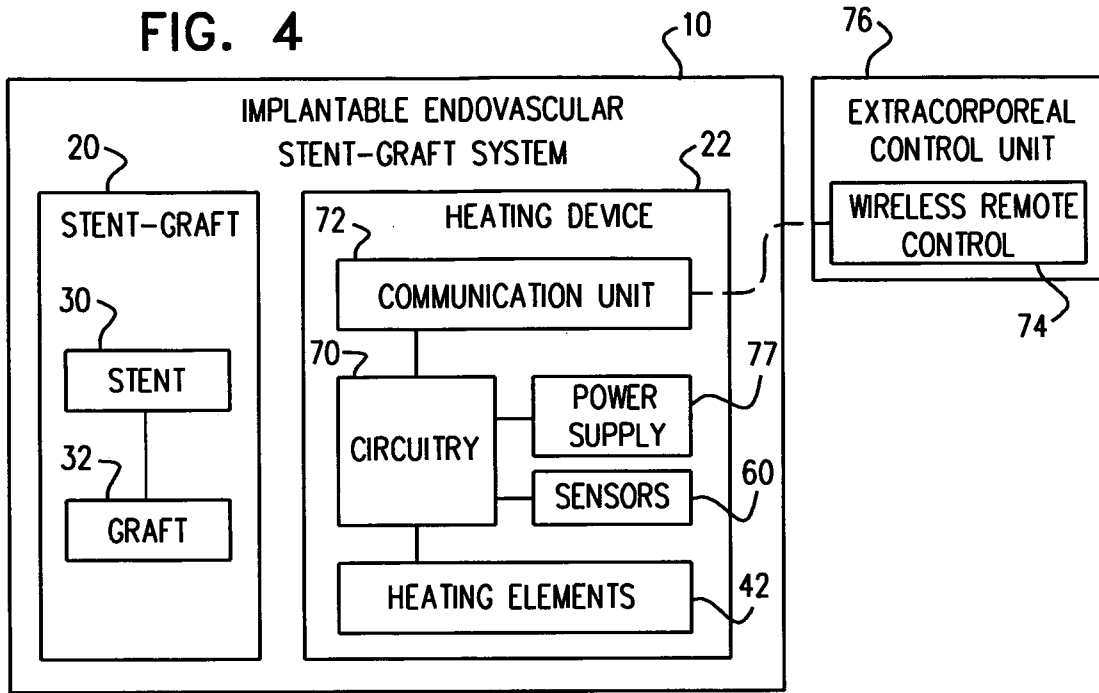 FIG. 4
10
76
IMPLANTABLE ENDOVASCULAR
STENT-GRAFT SYSTEM
EXTRACORPOREAL
CONTROL UNIT
WIRELESS REMOTE
CONTROL
74
20
STENT-GRAFT
30
STENT
32
GRAFT
22
HEATING DEVICE
72
COMMUNICATION UNIT
70
CIRCUITRY
POWER
SUPPLY
77
SENSORS
60
HEATING ELEMENTS
42